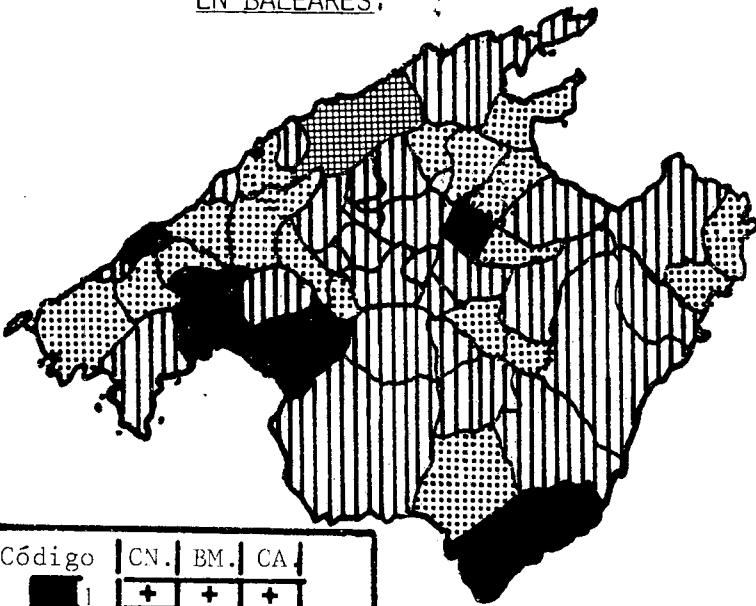 EN BALEARES.
Código CN. BM. CA.
1 + + +